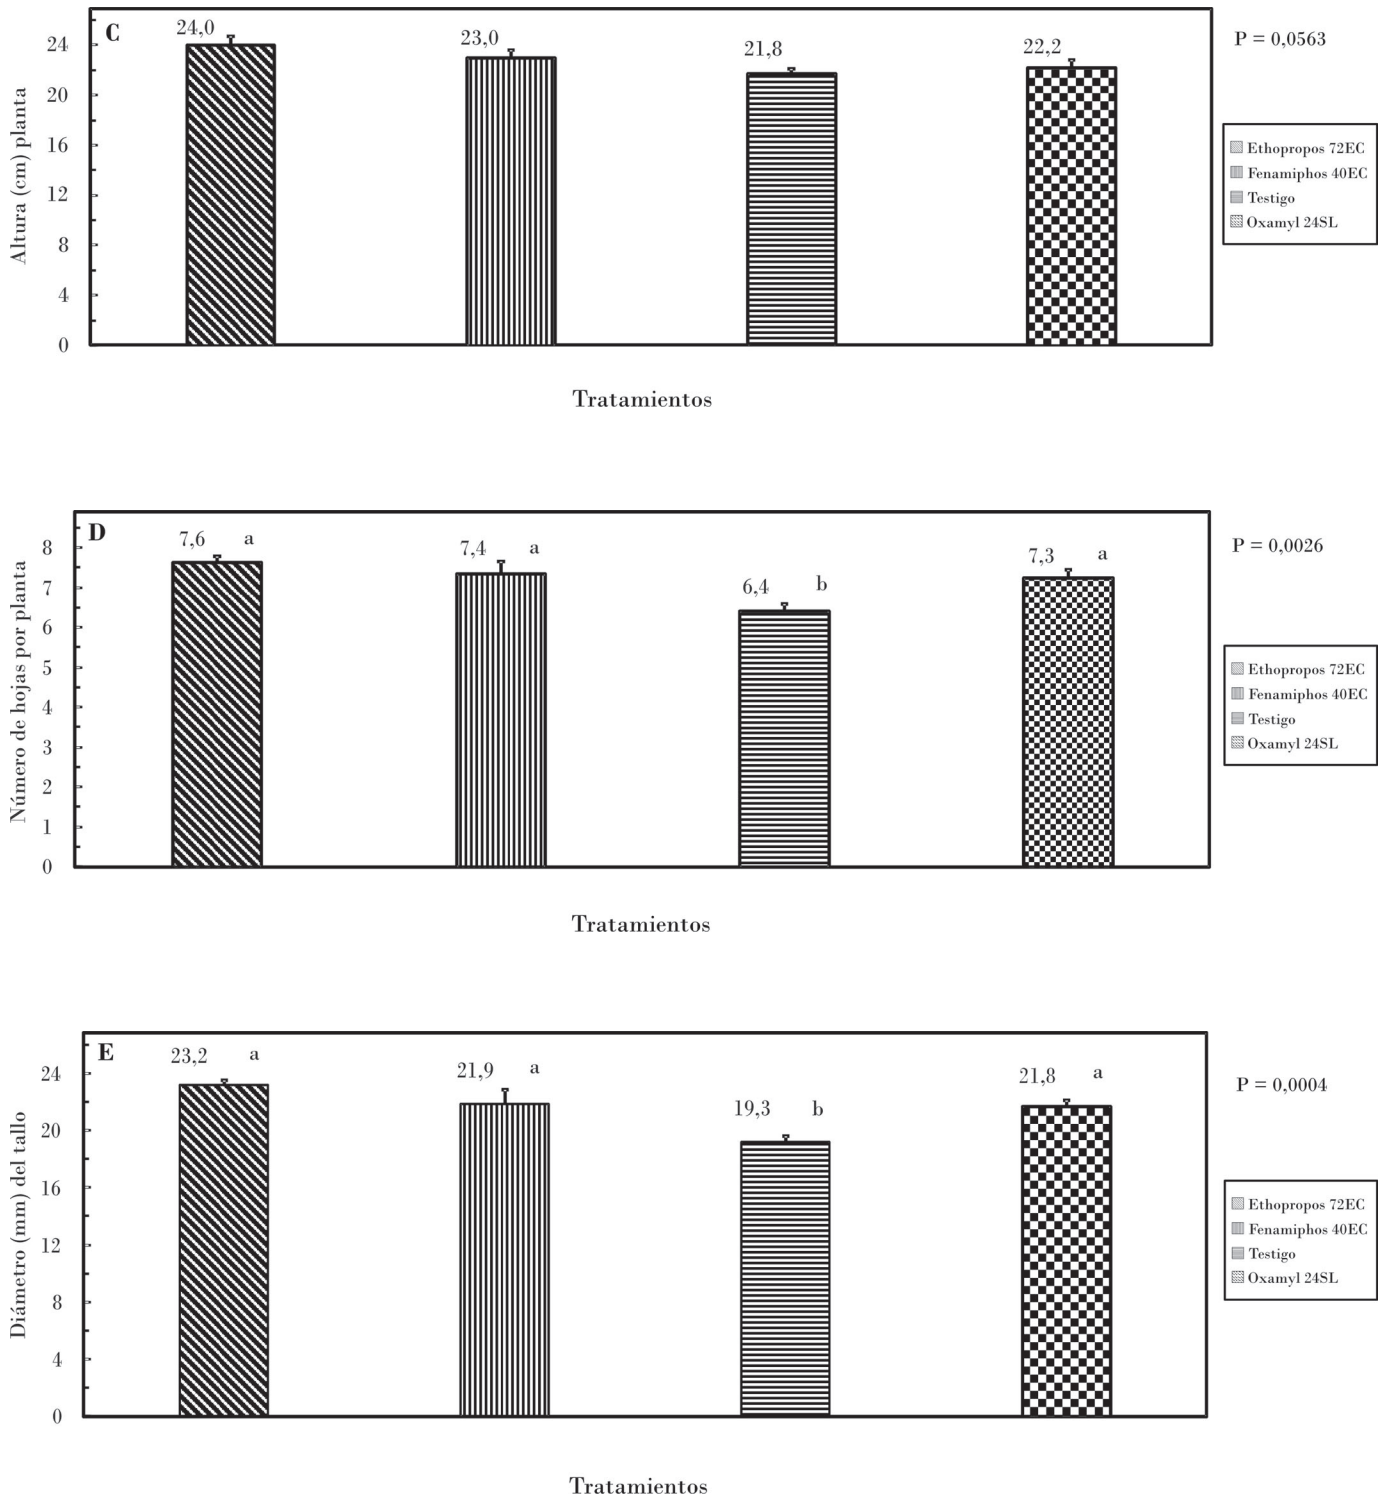 C
24,0
23,0
21,8
22,2
P = 0,0563
24
20
16
12
8
4
0
Altura (cm) planta
Ethopropos 72EC
Fenamiphos 40EC
Testigo
Oxamyl 24SL
Tratamientos
D
7,6 a
7,4 a
6,4 b
7,3 a
P = 0,0026
8
7
6
5
4
3
2
1
0
Número de hojas por planta
Ethopropos 72EC
Fenamiphos 40EC
Testigo
Oxamyl 24SL
Tratamientos
E
23,2 a
21,9 a
19,3 b
21,8 a
P = 0,0004
24
20
16
12
8
4
0
Diámetro (mm) del tallo
Ethopropos 72EC
Fenamiphos 40EC
Testigo
Oxamyl 24SL
Tratamientos